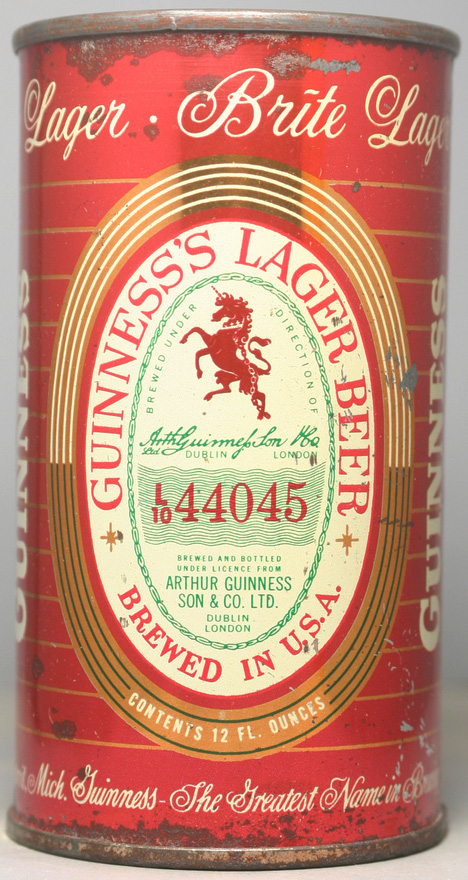 Lager · Brite Lager
GUINNESS'S LAGER BEER
BREWED UNDER DIRECTION OF
Arth Guinness Son & Co
Ltd DUBLIN LONDON
L/10 44045
BREWED AND BOTTLED
UNDER LICENCE FROM
ARTHUR GUINNESS
SON & CO. LTD.
DUBLIN
LONDON
BREWED IN U.S.A.
CONTENTS 12 FL. OUNCES
GUINNESS
GUINNESS
Mich. Guinness - The Greatest Name in